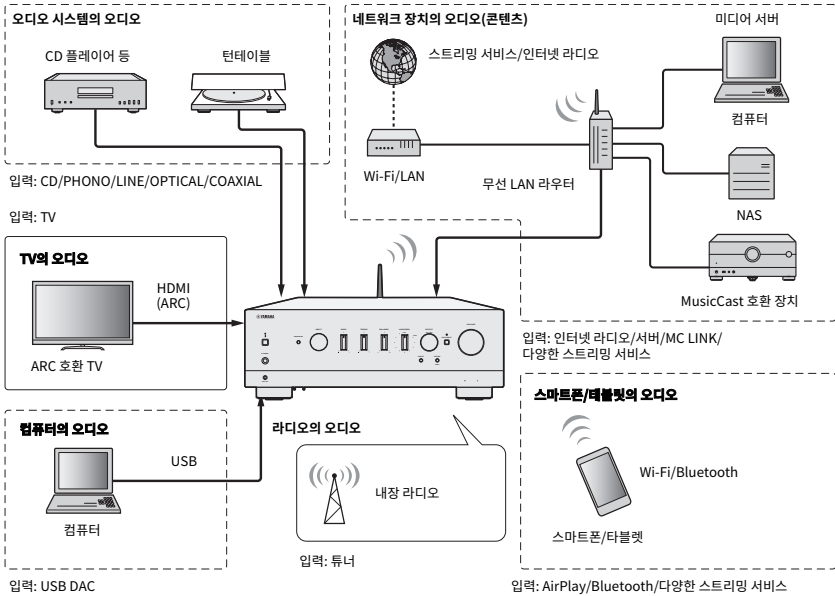 오디오 시스템의 오디오
CD 플레이어 등
턴테이블
입력: CD/PHONO/LINE/OPTICAL/COAXIAL
네트워크 장치의 오디오(콘텐츠)
스트리밍 서비스/인터넷 라디오
Wi-Fi/LAN
무선 LAN 라우터
미디어 서버
컴퓨터
NAS
MusicCast 호환 장치
입력: 인터넷 라디오/서버/MC LINK/
다양한 스트리밍 서비스
입력: TV
TV의 오디오
HDMI
(ARC)
ARC 호환 TV
YAMAHA
컴퓨터의 오디오
USB
컴퓨터
입력: USB DAC
라디오의 오디오
내장 라디오
입력: 튜너
스마트폰/태블릿의 오디오
Wi-Fi/Bluetooth
스마트폰/타블렛
입력: AirPlay/Bluetooth/다양한 스트리밍 서비스